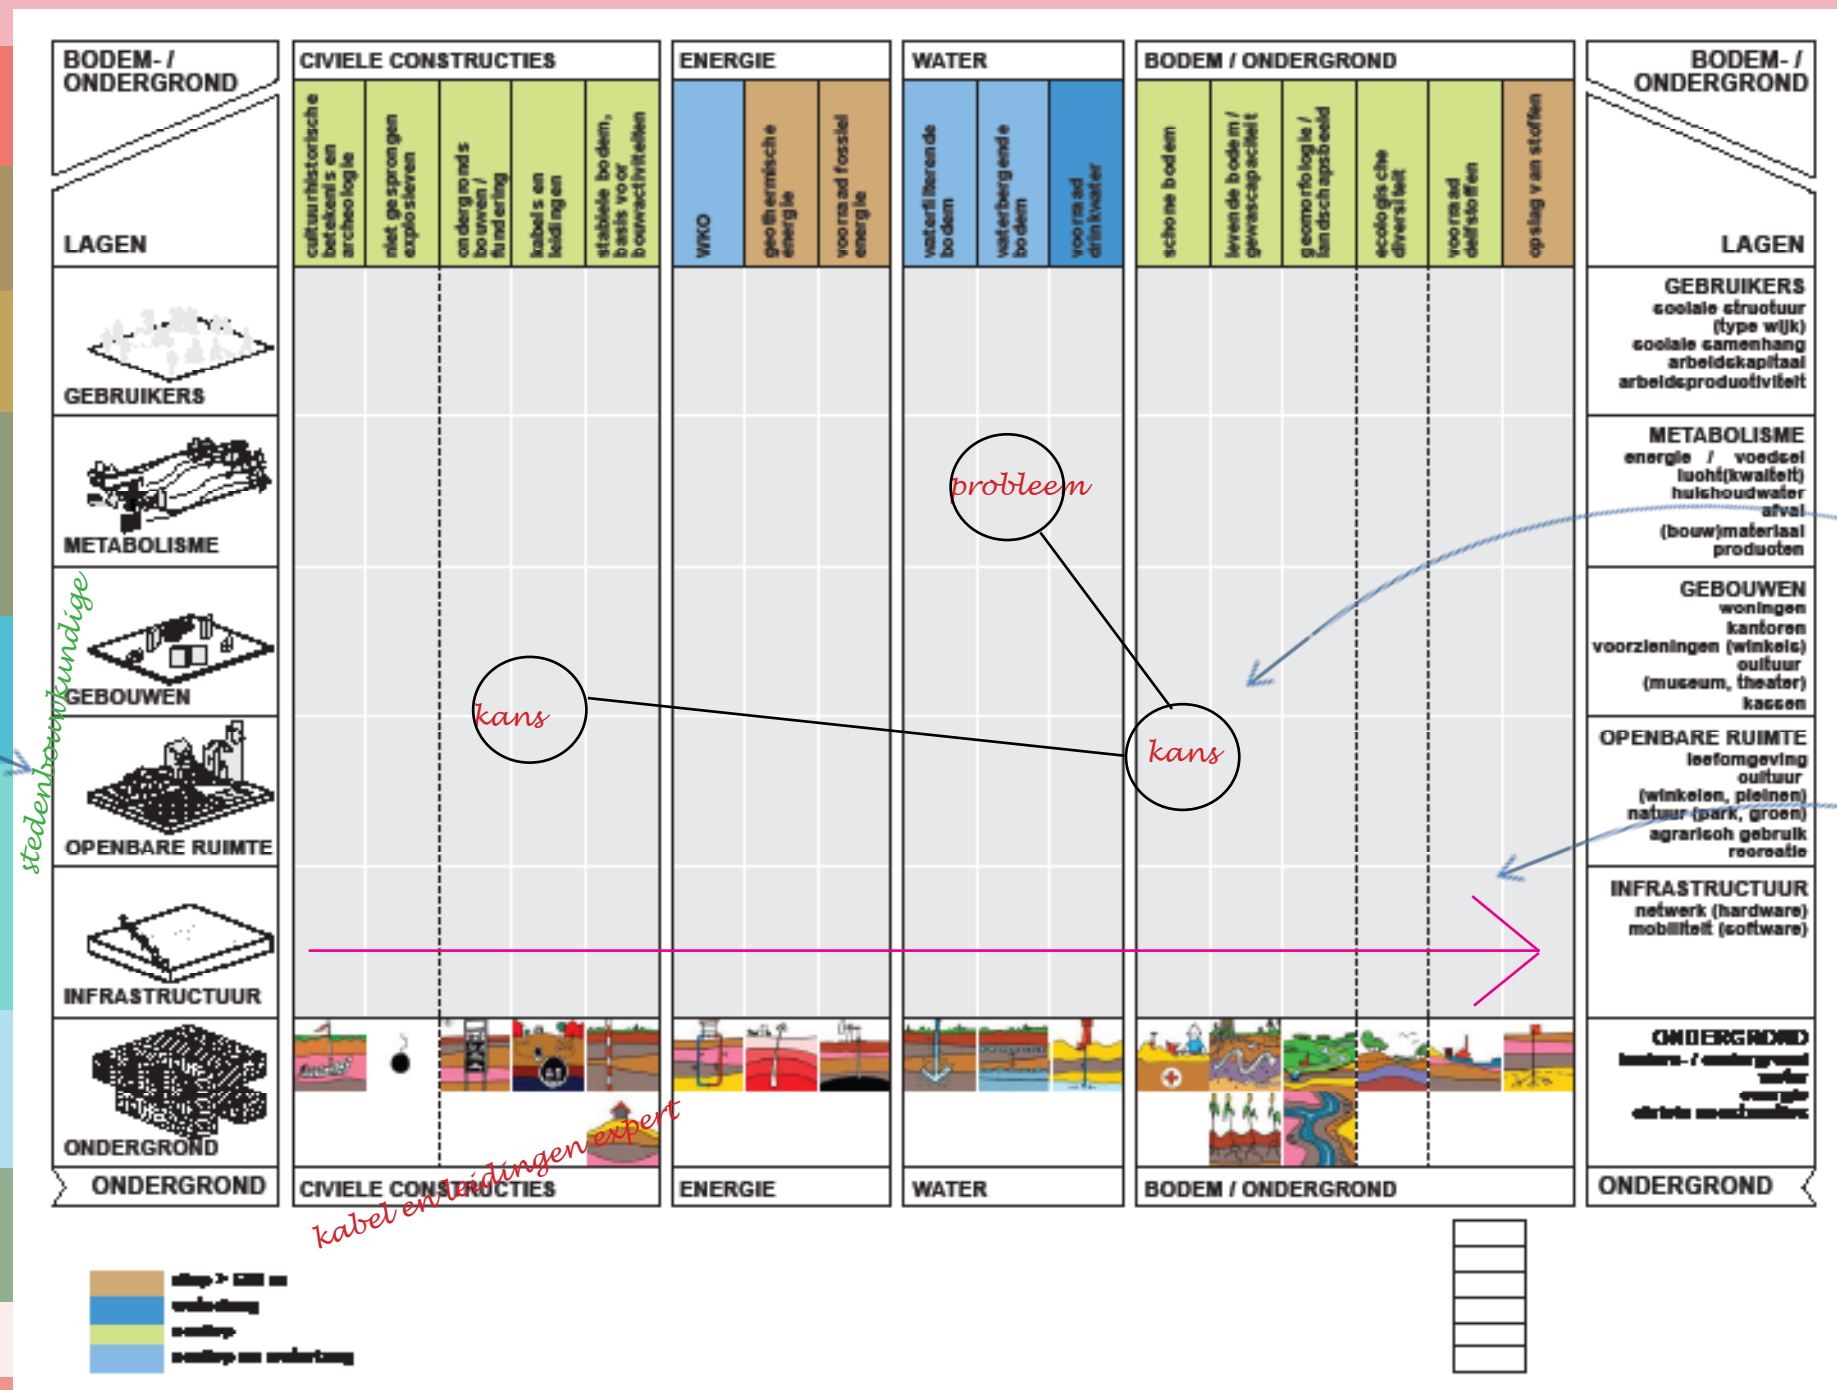 BODEM- /
ONDERGROND
LAGEN
CIVIELE CONSTRUCTIES
cultuurhistorische
betekenis en
archeologie
niet gesprongen
explosieven
ondergronds
bouwen /
fundering
kabels en
leidingen
stabiele bodem,
basis voor
bouwactiviteiten
ENERGIE
WKO
geothermische
energie
voorraad fossiel
energie
WATER
waterfilterende
bodem
waterbergende
bodem
voorraad
drinkwater
BODEM / ONDERGROND
schone bodem
levende bodem /
gewascapaciteit
geomorfologie /
landschapsbeeld
ecologische
diversiteit
voorraad
delfstoffen
opslag van stoffen
BODEM- /
ONDERGROND
LAGEN
GEBRUIKERS
METABOLISME
GEBOUWEN
OPENBARE RUIMTE
INFRASTRUCTUUR
ONDERGROND
ONDERGROND
stedenbouwkundige
probleem
kans
kans
GEBRUIKERS
sociale structuur
(type wijk)
sociale samenhang
arbeidskapitaal
arbeidsproductiviteit
METABOLISME
energie / voedsel
lucht(kwaliteit)
huishoudwater
afval
(bouw)materiaal
producten
GEBOUWEN
woningen
kantoren
voorzieningen (winkels)
cultuur
(museum, theater)
kassen
OPENBARE RUIMTE
leefomgeving
cultuur
(winkelen, pleinen)
natuur (park, groen)
agrarisch gebruik
recreatie
INFRASTRUCTUUR
netwerk (hardware)
mobiliteit (software)
ONDERGROND
bodem- / ondergrond
water
energie
ONDERGROND
CIVIELE CONSTRUCTIES
ENERGIE
WATER
BODEM / ONDERGROND
kabel en leidingen expert